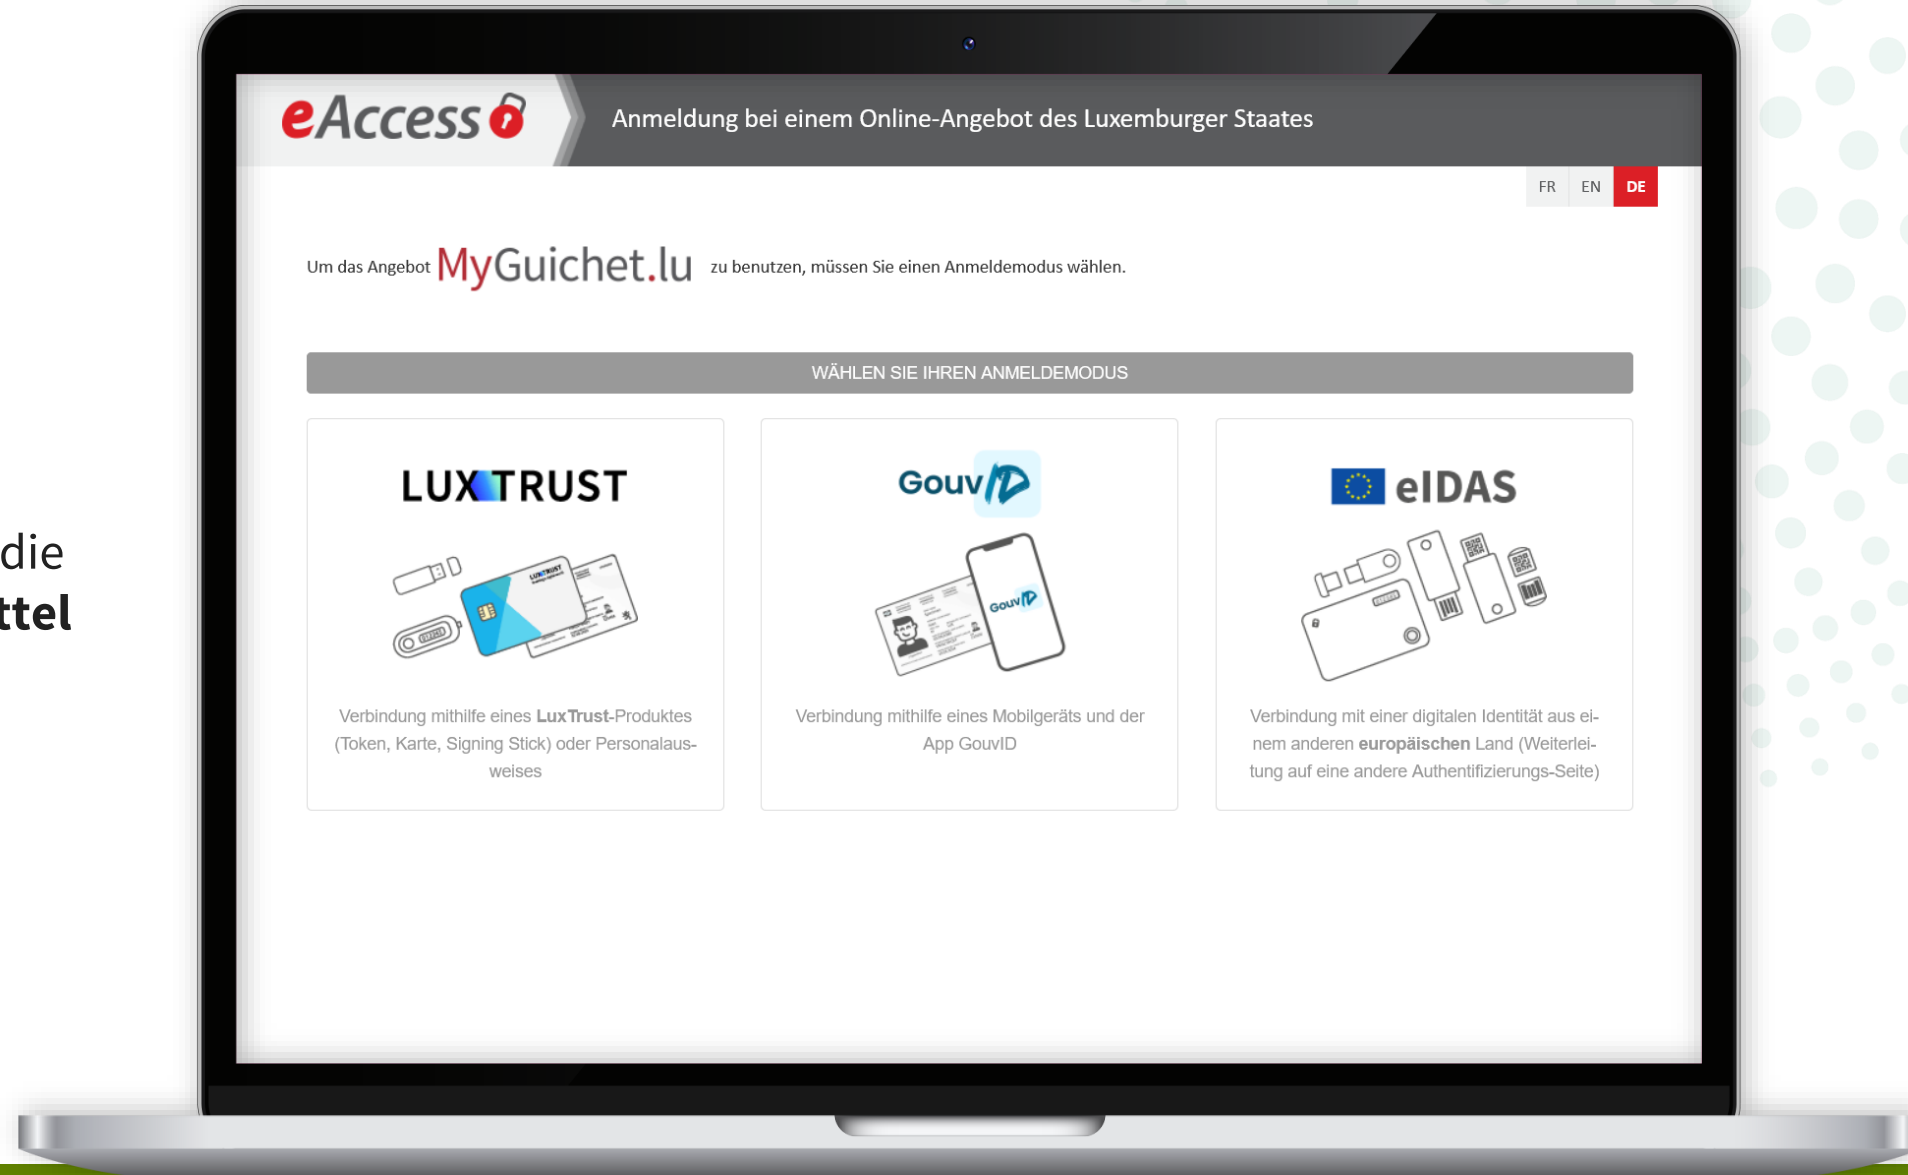 eAccess
Anmeldung bei einem Online-Angebot des Luxemburger Staates
FR EN DE
Um das Angebot MyGuichet.lu zu benutzen, müssen Sie einen Anmeldemodus wählen.
WÄHLEN SIE IHREN ANMELDEMODUS
LUXTRUST
LUXTRUST
Verbindung mithilfe eines LuxTrust-Produktes
(Token, Karte, Signing Stick) oder Personalaus-
weises
GouvID
GouvID
Verbindung mithilfe eines Mobilgeräts und der
App GouvID
eIDAS
Verbindung mit einer digitalen Identität aus ei-
nem anderen europäischen Land (Weiterlei-
tung auf eine andere Authentifizierungs-Seite)
die
ttel